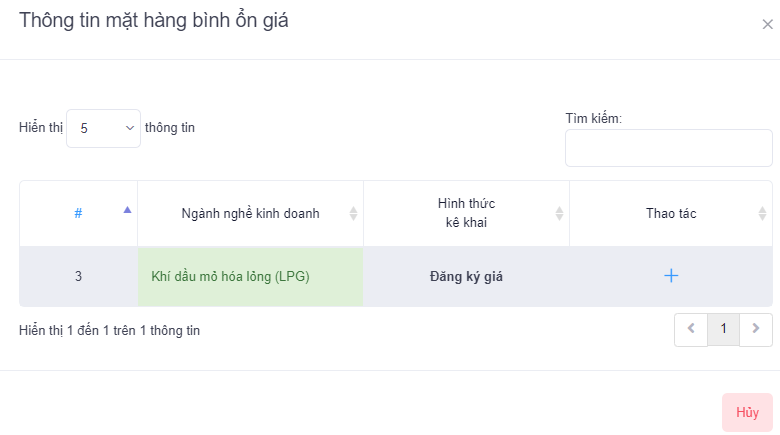 Thông tin mặt hàng bình ổn giá
×
Hiển thị 5 thông tin
Tìm kiếm:
# Ngành nghề kinh doanh Hình thức kê khai Thao tác
3 Khí dầu mỏ hóa lỏng (LPG) Đăng ký giá +
Hiển thị 1 đến 1 trên 1 thông tin
1
Hủy